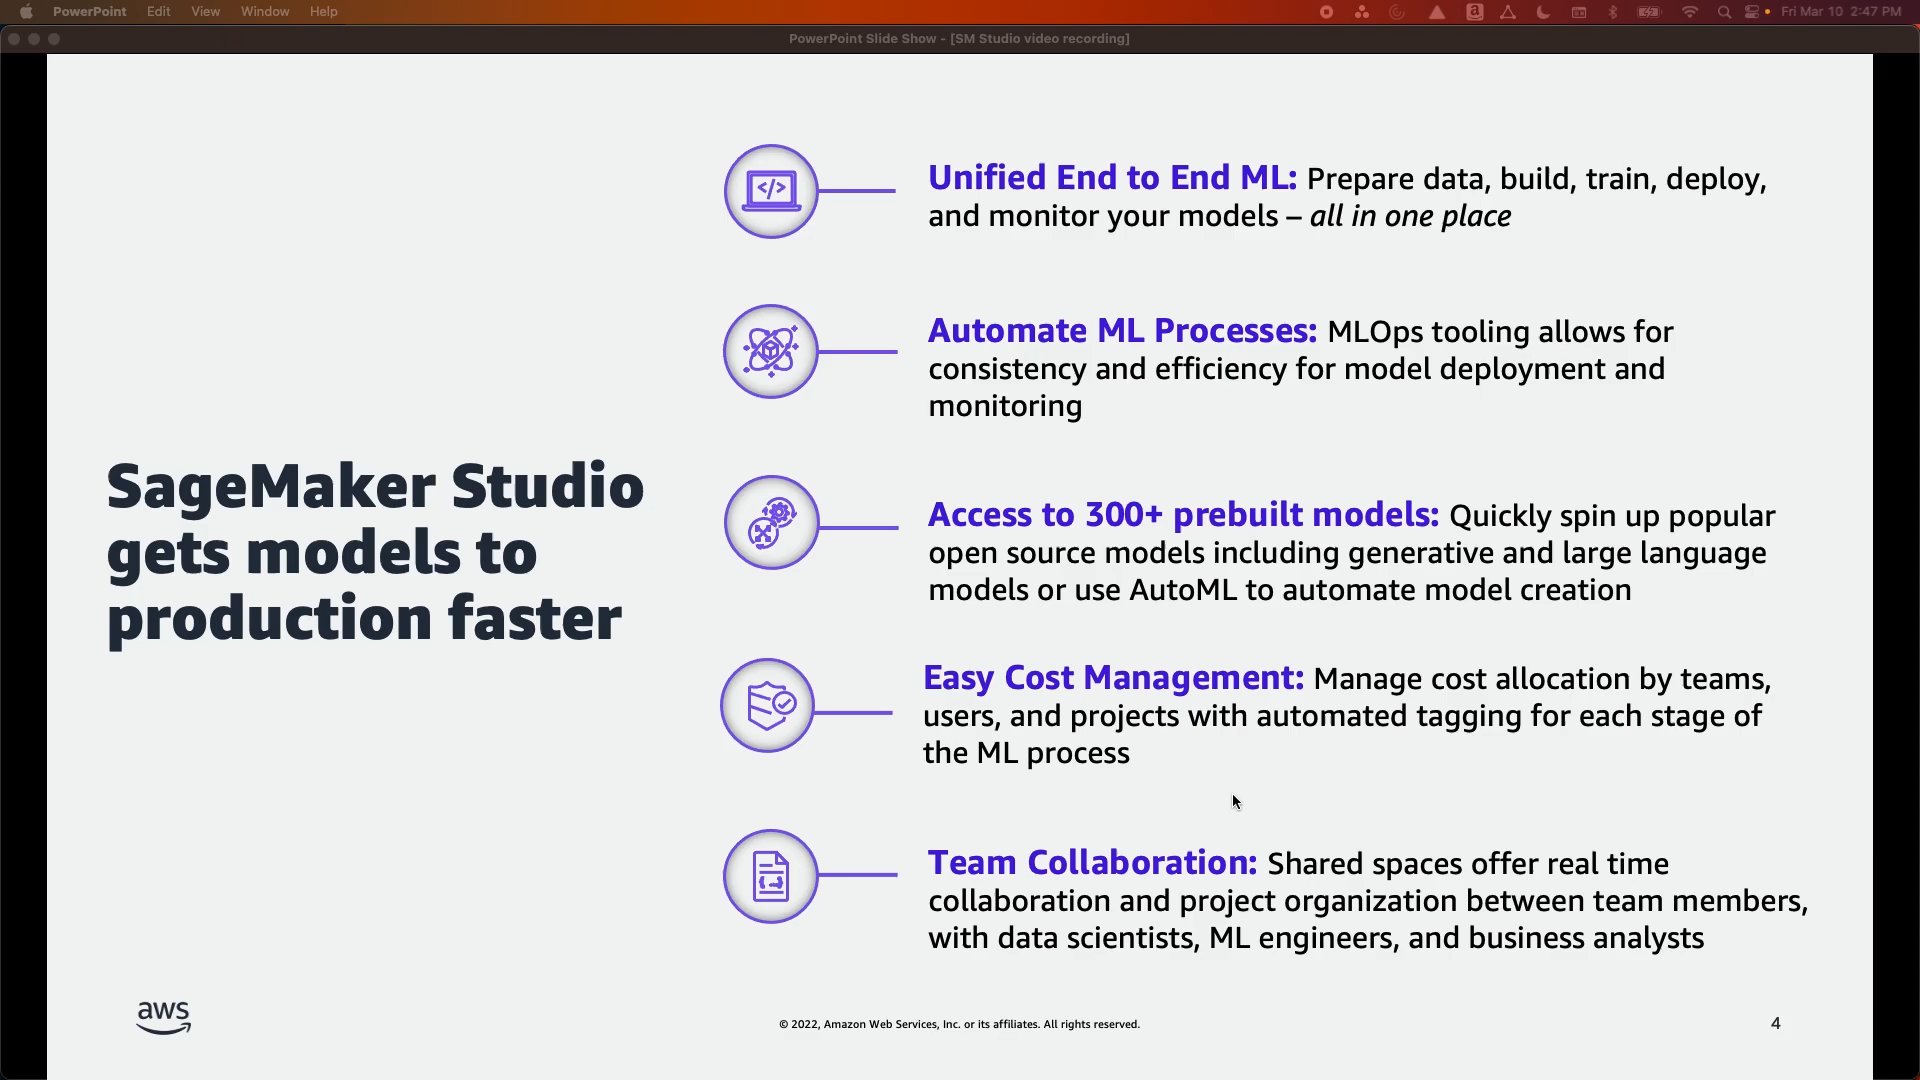 PowerPoint Edit View Window Help
Fri Mar 10 2:47 PM
PowerPoint Slide Show - [SM Studio video recording]
SageMaker Studio
gets models to
production faster
</>
Unified End to End ML: Prepare data, build, train, deploy,
and monitor your models – all in one place
Automate ML Processes: MLOps tooling allows for
consistency and efficiency for model deployment and
monitoring
Access to 300+ prebuilt models: Quickly spin up popular
open source models including generative and large language
models or use AutoML to automate model creation
Easy Cost Management: Manage cost allocation by teams,
users, and projects with automated tagging for each stage of
the ML process
Team Collaboration: Shared spaces offer real time
collaboration and project organization between team members,
with data scientists, ML engineers, and business analysts
aws
© 2022, Amazon Web Services, Inc. or its affiliates. All rights reserved.
4